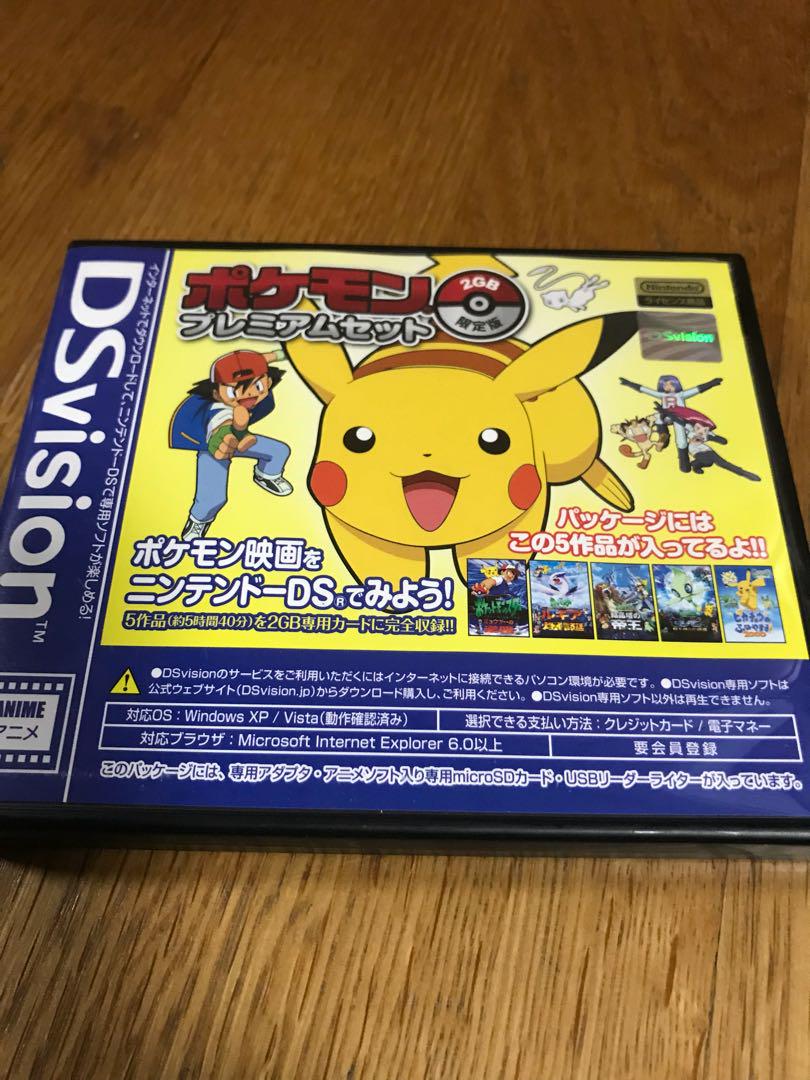 DSvision™
インターネットでダウンロードして、ニンテンドーDSで専用ソフトが楽しめる!
ANIME
アニメ
ポケモン
プレミアムセット
2GB
限定版
Nintendo
ライセンス商品
DSvision
R
ポケモン映画を
ニンテンドーDS®でみよう!
5作品(約5時間40分)を2GB専用カードに完全収録!!
パッケージには
この5作品が入ってるよ!!
ルギア
帝王
ピカチュウの
2000
⚠ ●DSvisionのサービスをご利用いただくにはインターネットに接続できるパソコン環境が必要です。●DSvision専用ソフトは
公式ウェブサイト(DSvision.jp)からダウンロード購入し、ご利用ください。●DSvision専用ソフト以外は再生できません。
対応OS:Windows XP / Vista(動作確認済み)
選択できる支払い方法:クレジットカード / 電子マネー
対応ブラウザ:Microsoft Internet Explorer 6.0以上
要会員登録
このパッケージには、専用アダプタ・アニメソフト入り専用microSDカード・USBリーダーライターが入っています。